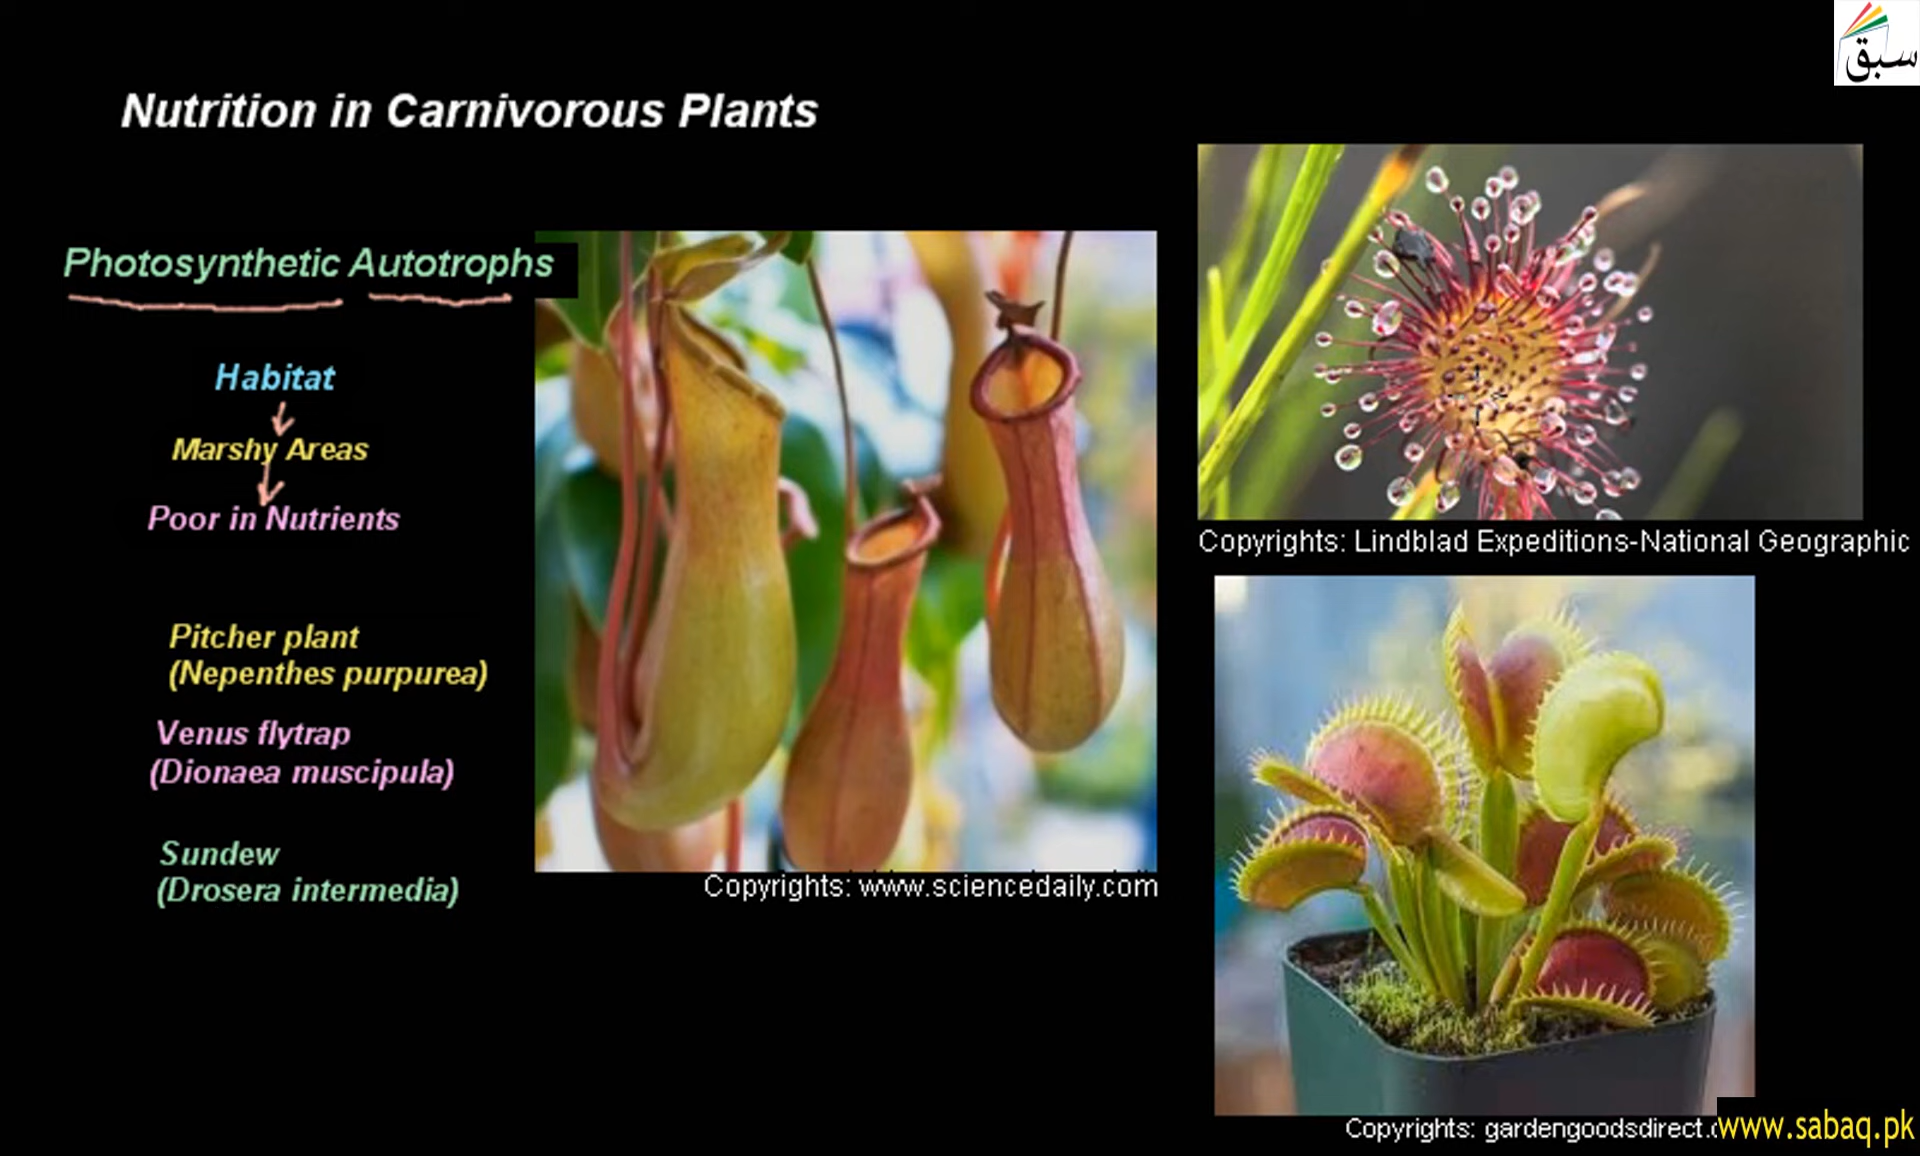 سبق
Nutrition in Carnivorous Plants
Photosynthetic Autotrophs
Habitat
Marshy Areas
Poor in Nutrients
Pitcher plant
(Nepenthes purpurea)
Venus flytrap
(Dionaea muscipula)
Sundew
(Drosera intermedia)
Copyrights: www.sciencedaily.com
Copyrights: Lindblad Expeditions-National Geographic
Copyrights: gardengoodsdirect.
www.sabaq.pk